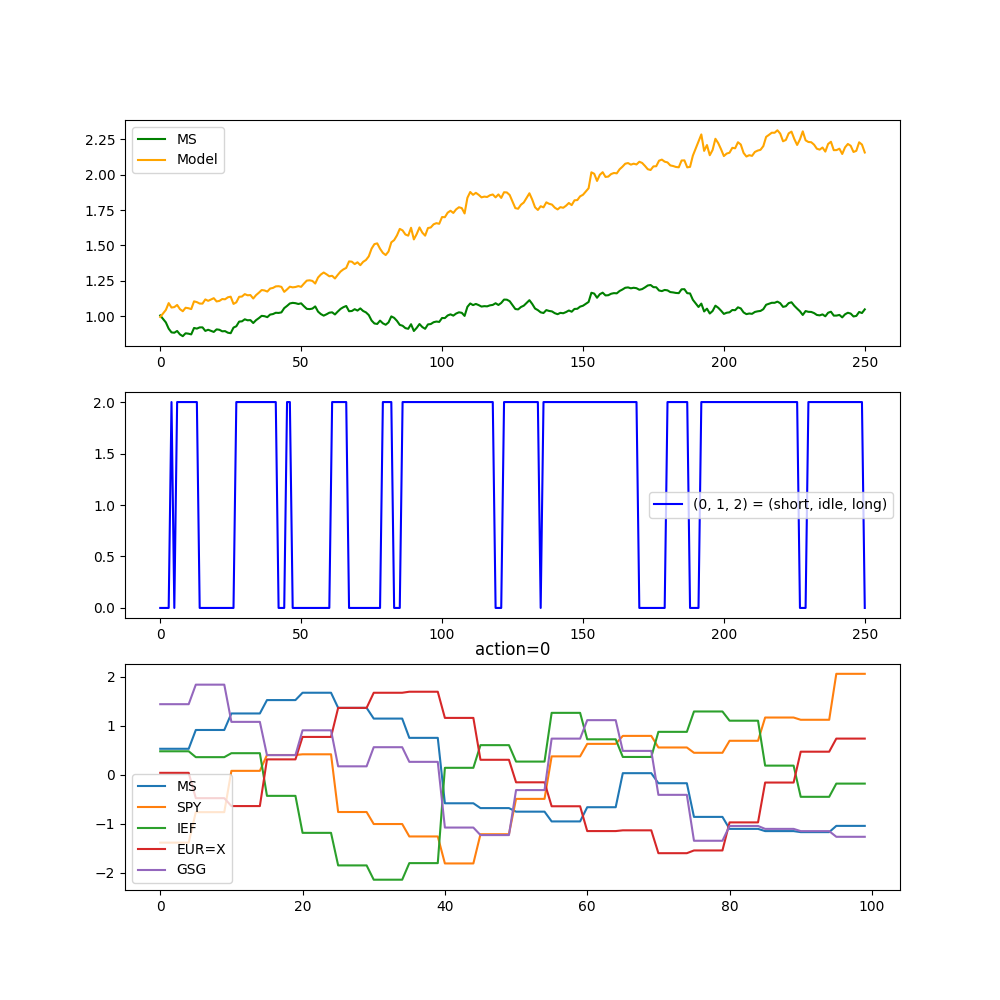 MS
Model
2.25
2.00
1.75
1.50
1.25
1.00
0 50 100 150 200 250
2.0
1.5
1.0
0.5
0.0
(0, 1, 2) = (short, idle, long)
0 50 100 150 200 250
action=0
2
1
0
−1
−2
MS
SPY
IEF
EUR=X
GSG
0 20 40 60 80 100